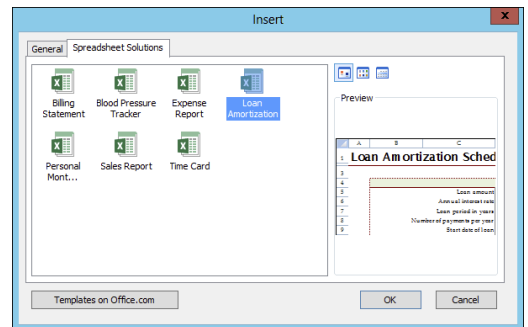 Insert
x
General Spreadsheet Solutions
Billing Statement
Blood Pressure Tracker
Expense Report
Loan Amortization
Personal Mont...
Sales Report
Time Card
Preview
A B C
1 Loan Amortization Sched
3
4
5 Loan amount
6 Annual interest rate
7 Loan period in years
8 Number of payments per year
9 Start date of loan
Templates on Office.com
OK
Cancel